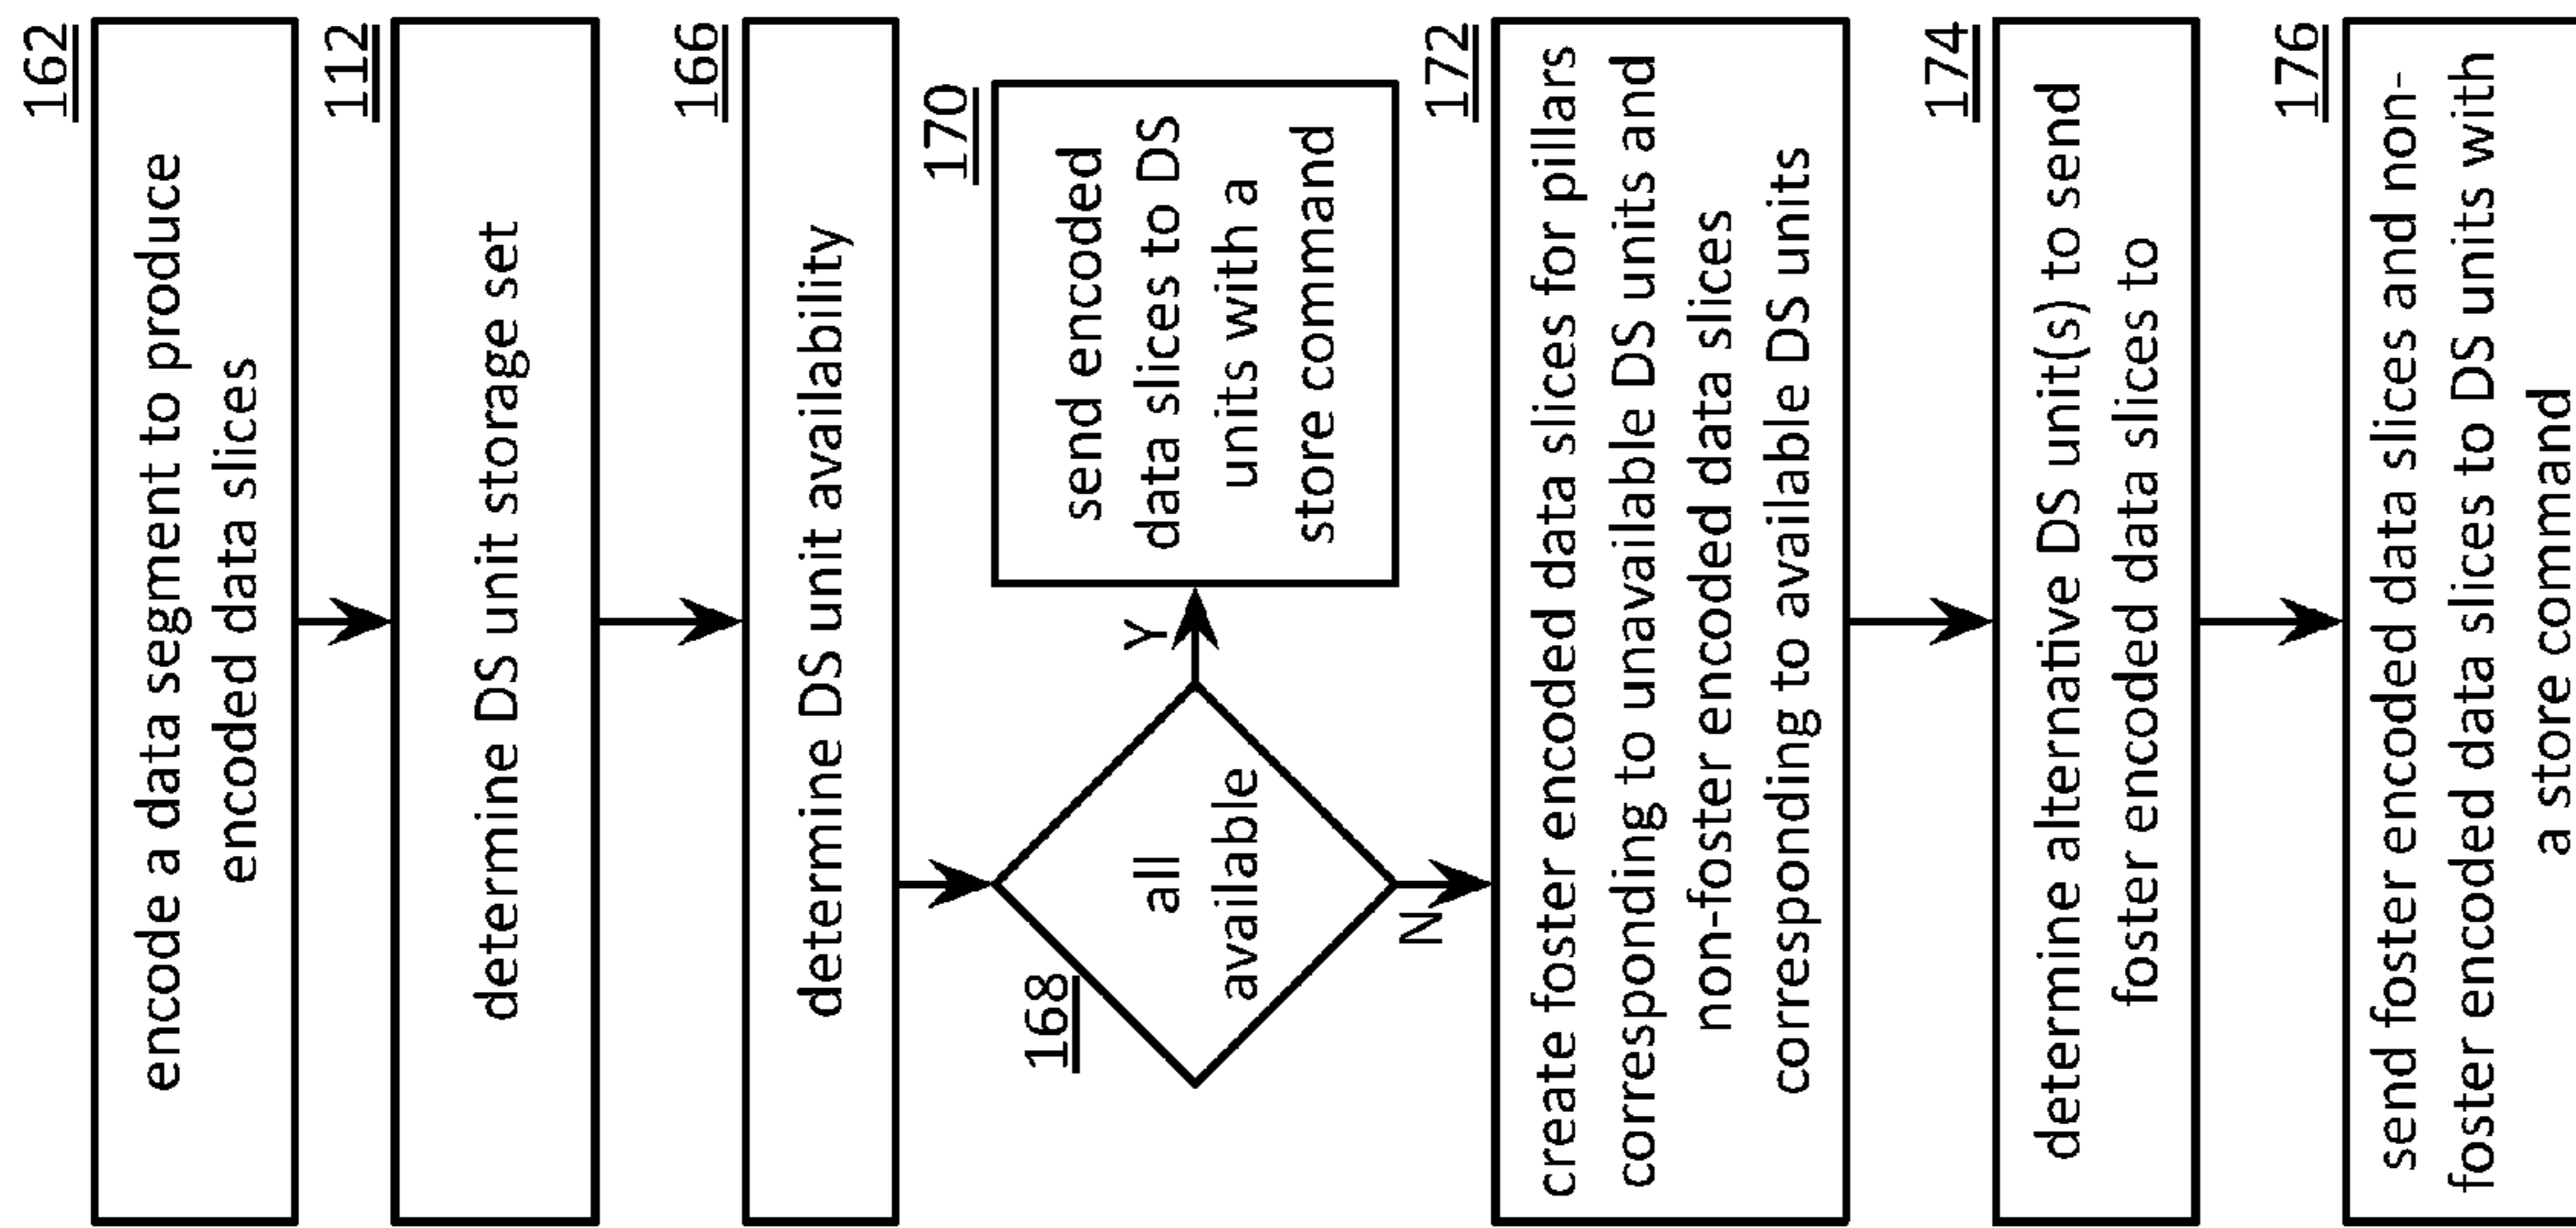 162
encode a data segment to produce
encoded data slices
112
determine DS unit storage set
166
determine DS unit availability
168
all
available
Y
N
170
send encoded
data slices to DS
units with a
store command
172
create foster encoded data slices for pillars
corresponding to unavailable DS units and
non-foster encoded data slices
corresponding to available DS units
174
determine alternative DS unit(s) to send
foster encoded data slices to
176
send foster encoded data slices and non-
foster encoded data slices to DS units with
a store command